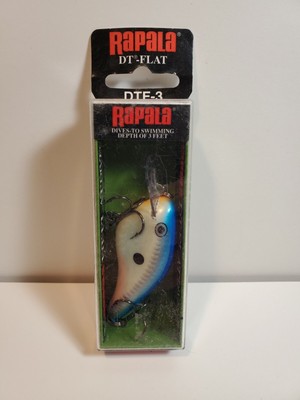 RAPALA
DT®-FLAT
DTF-3
RAPALA
DIVES-TO SWIMMING
DEPTH OF 3 FEET